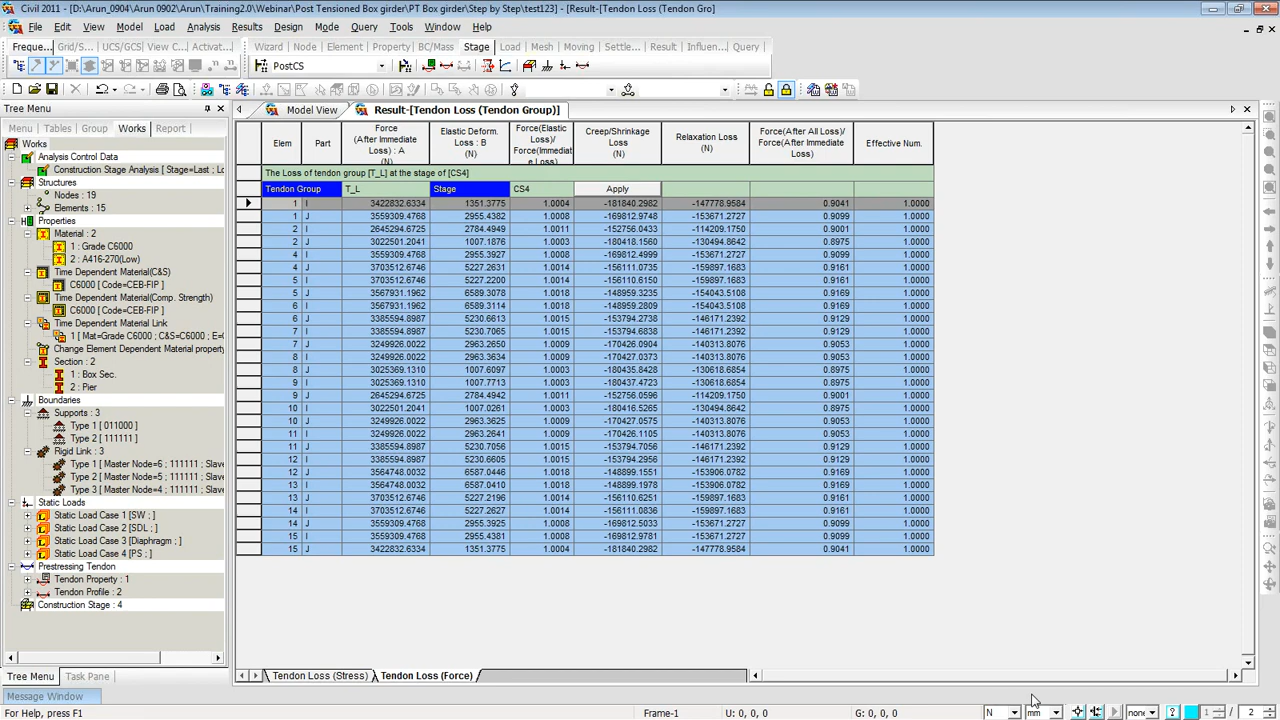 Civil 2011 - [D:\Arun_0904\Arun 0902\Arun\Training2.0\Webinar\Post Tensioned Box girder\PT Box girder\Step by Step\test123] - [Result-[Tendon Loss (Tendon Gro]
File Edit View Model Load Analysis Results Design Mode Query Tools Window Help
Freque... Grid/S... UCS/GCS View C... Activat... Wizard Node Element Property BC/Mass Stage Load Mesh Moving Settle... Result Influen... Query
PostCS
Tree Menu
Menu Tables Group Works Report
Works
Analysis Control Data
Construction Stage Analysis [ Stage=Last ; Last
Structures
Nodes : 19
Elements : 15
Properties
Material : 2
1 : Grade C6000
2 : A416-270(Low)
Time Dependent Material(C&S)
C6000 [ Code=CEB-FIP ]
Time Dependent Material(Comp. Strength)
C6000 [ Code=CEB-FIP ]
Time Dependent Material Link
1 [ Mat=Grade C6000 ; C&S=C6000 ; E=C
Change Element Dependent Material property
Section : 2
1 : Box Sec.
2 : Pier
Boundaries
Supports : 3
Type 1 [ 011000 ]
Type 2 [ 111111 ]
Rigid Link : 3
Type 1 [ Master Node=5 ; 111111 ; Slave
Type 2 [ Master Node=6 ; 111111 ; Slave
Type 3 [ Master Node=4 ; 111111 ; Slave
Static Loads
Static Load Case 1 [SW ; ]
Static Load Case 2 [SDL ; ]
Static Load Case 3 [Diaphragm ; ]
Static Load Case 4 [PS ; ]
Prestressing Tendon
Tendon Property : 1
Tendon Profile : 2
Construction Stage : 4
Tree Menu Task Pane
Model View Result-[Tendon Loss (Tendon Group)]
Elem Part Force (After Immediate Loss) : A (N) Elastic Deform. Loss : B (N) Force(Elastic Loss)/ Force(Immediat e Loss) Creep/Shrinkage Loss (N) Relaxation Loss (N) Force(After All Loss)/ Force(After Immediate Loss) Effective Num.
The Loss of tendon group [T_L] at the stage of [CS4]
Tendon Group T_L Stage CS4 Apply
1 I 3422832.6334 1351.3775 1.0004 -181840.2982 -147778.9584 0.9041 1.0000
1 J 3559309.4768 2955.4382 1.0008 -169812.9748 -153671.2727 0.9099 1.0000
2 I 2645294.6725 2784.4949 1.0011 -152756.0433 -114209.1750 0.9001 1.0000
2 J 3022501.2041 1007.1876 1.0003 -180418.1560 -130494.8642 0.8975 1.0000
4 I 3559309.4768 2955.3927 1.0008 -169812.4999 -153671.2727 0.9099 1.0000
4 J 3703512.6746 5227.2631 1.0014 -156111.0735 -159897.1683 0.9161 1.0000
5 I 3703512.6746 5227.2200 1.0014 -156110.6150 -159897.1683 0.9161 1.0000
5 J 3567931.1962 6589.3078 1.0018 -148959.3235 -154043.5108 0.9169 1.0000
6 I 3567931.1962 6589.3114 1.0018 -148959.2809 -154043.5108 0.9169 1.0000
6 J 3385594.8987 5230.6613 1.0015 -153794.2738 -146171.2392 0.9129 1.0000
7 I 3385594.8987 5230.7065 1.0015 -153794.6838 -146171.2392 0.9129 1.0000
7 J 3249926.0022 2963.2650 1.0009 -170426.0904 -140313.8076 0.9053 1.0000
8 I 3249926.0022 2963.3634 1.0009 -170427.0373 -140313.8076 0.9053 1.0000
8 J 3025369.1310 1007.6097 1.0003 -180435.8428 -130618.6854 0.8975 1.0000
9 I 3025369.1310 1007.7713 1.0003 -180437.4723 -130618.6854 0.8975 1.0000
9 J 2645294.6725 2784.4942 1.0011 -152756.0596 -114209.1750 0.9001 1.0000
10 I 3022501.2041 1007.0261 1.0003 -180416.5265 -130494.8642 0.8975 1.0000
10 J 3249926.0022 2963.3625 1.0009 -170427.0575 -140313.8076 0.9053 1.0000
11 I 3249926.0022 2963.2641 1.0009 -170426.1105 -140313.8076 0.9053 1.0000
11 J 3385594.8987 5230.7056 1.0015 -153794.7056 -146171.2392 0.9129 1.0000
12 I 3385594.8987 5230.6605 1.0015 -153794.2956 -146171.2392 0.9129 1.0000
12 J 3564748.0032 6587.0446 1.0018 -148899.1551 -153906.0782 0.9169 1.0000
13 I 3564748.0032 6587.0410 1.0018 -148899.1978 -153906.0782 0.9169 1.0000
13 J 3703512.6746 5227.2196 1.0014 -156110.6251 -159897.1683 0.9161 1.0000
14 I 3703512.6746 5227.2627 1.0014 -156111.0836 -159897.1683 0.9161 1.0000
14 J 3559309.4768 2955.3925 1.0008 -169812.5033 -153671.2727 0.9099 1.0000
15 I 3559309.4768 2955.4381 1.0008 -169812.9781 -153671.2727 0.9099 1.0000
15 J 3422832.6334 1351.3775 1.0004 -181840.2982 -147778.9584 0.9041 1.0000
Tendon Loss (Stress) Tendon Loss (Force)
Message Window
For Help, press F1 Frame-1 U: 0, 0, 0 G: 0, 0, 0 N mm none 1 / 2